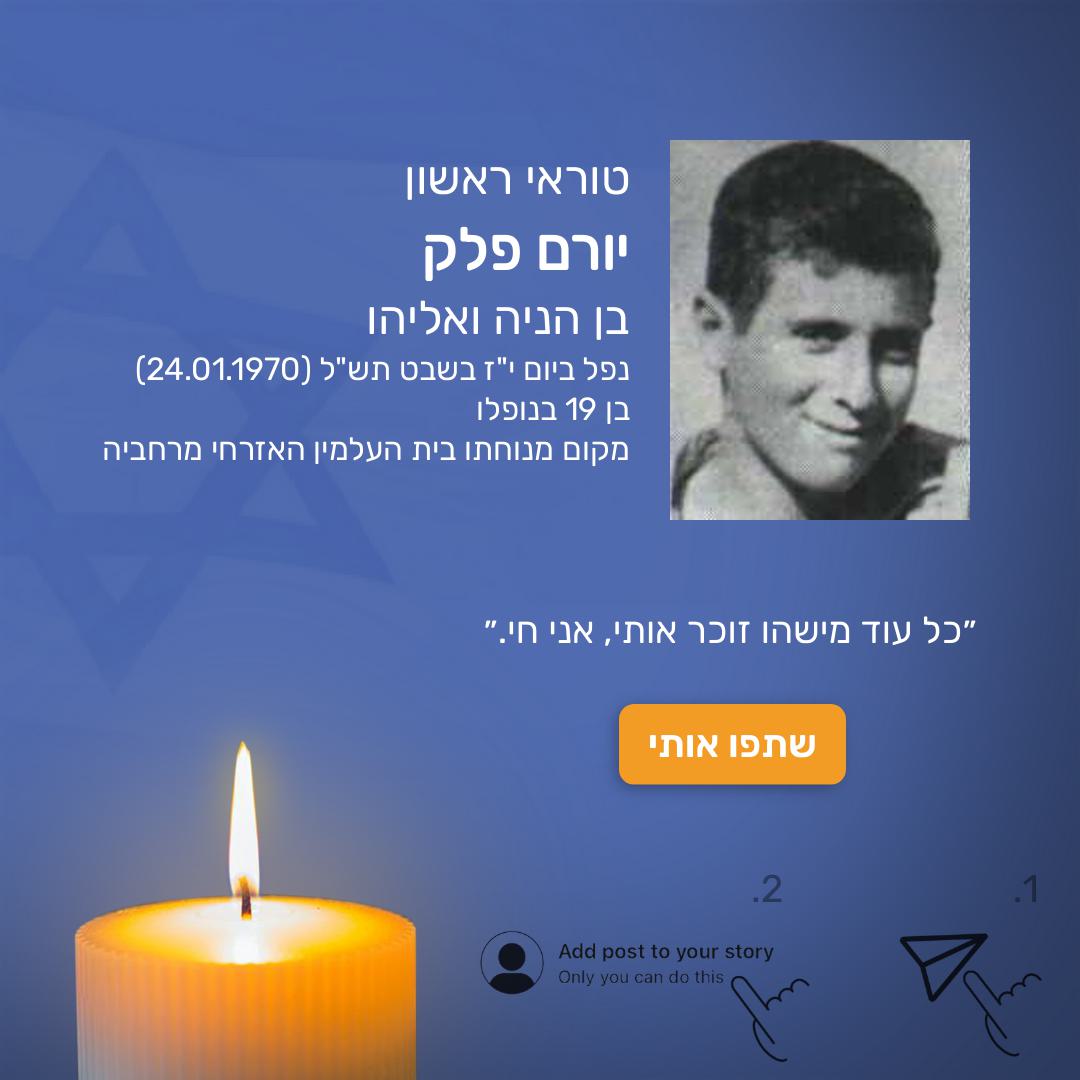 טוראי ראשון
יורם פלק
בן הניה ואליהו
נפל ביום י"ז בשבט תש"ל (24.01.1970)
בן 19 בנופלו
מקום מנוחתו בית העלמין האזרחי מרחביה
״כל עוד מישהו זוכר אותי, אני חי.״
שתפו אותי
.1
.2
Add post to your story
Only you can do this